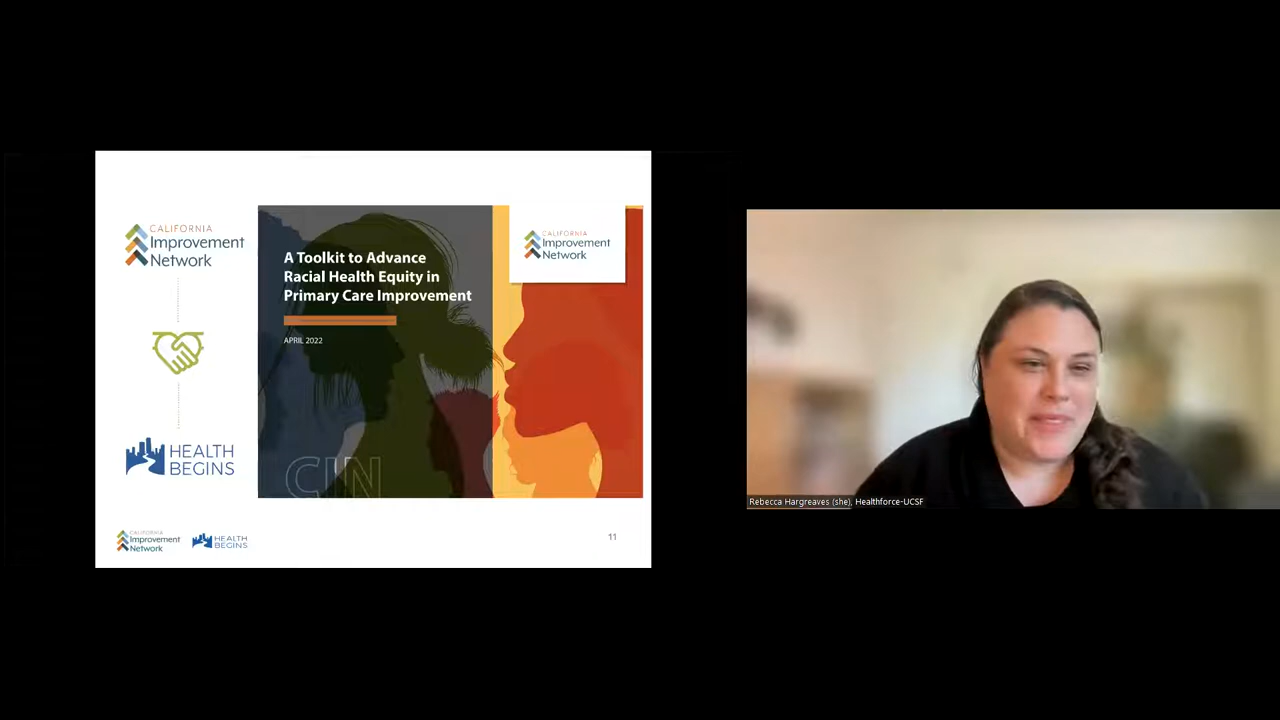 CALIFORNIA
Improvement
Network
HEALTH
BEGINS
A Toolkit to Advance
Racial Health Equity in
Primary Care Improvement
APRIL 2022
CIN
CALIFORNIA
Improvement
Network
CALIFORNIA
Improvement
Network
HEALTH
BEGINS
11
Rebecca Hargreaves (she), Healthforce-UCSF